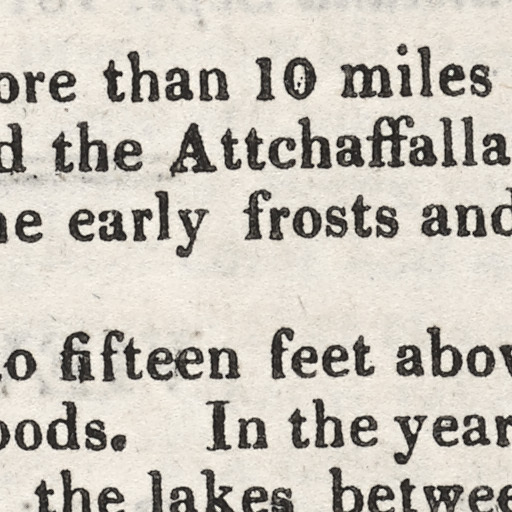 ore than 10 miles
d the Attchaffalla
ne early frosts and
to fifteen feet abov
oods. In the year
the lakes betwee